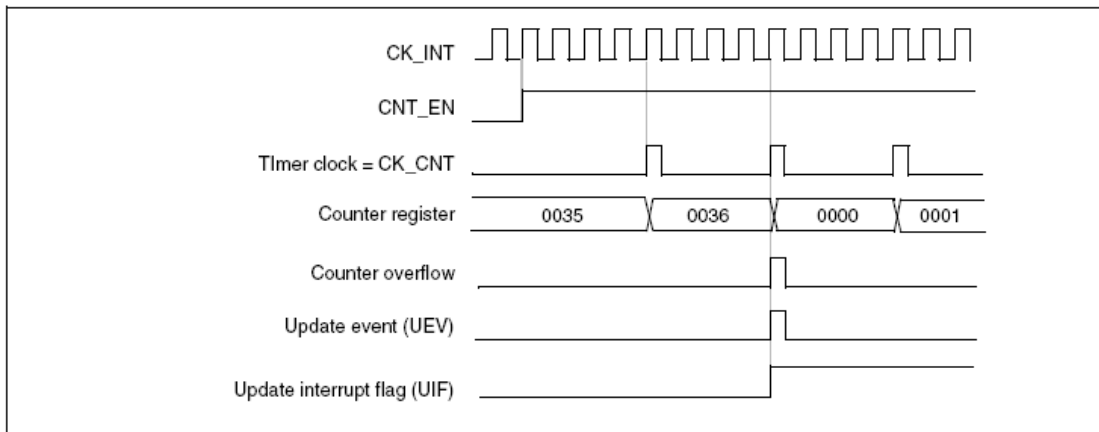 CK_INT
CNT_EN
TImer clock = CK_CNT
Counter register 0035 0036 0000 0001
Counter overflow
Update event (UEV)
Update interrupt flag (UIF)